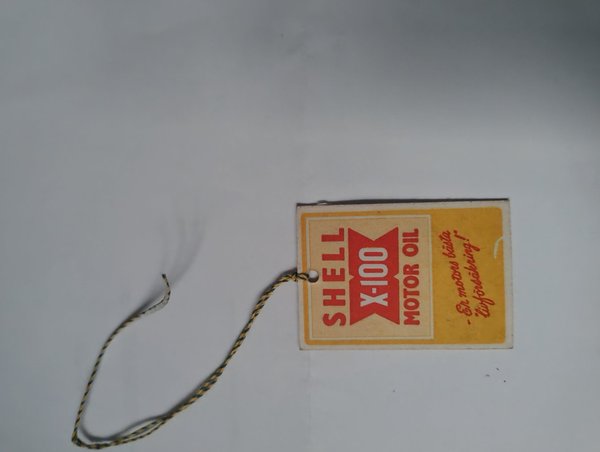 SHELL
X-100
MOTOR OIL
- Er motors bästa
livförsäkring!"